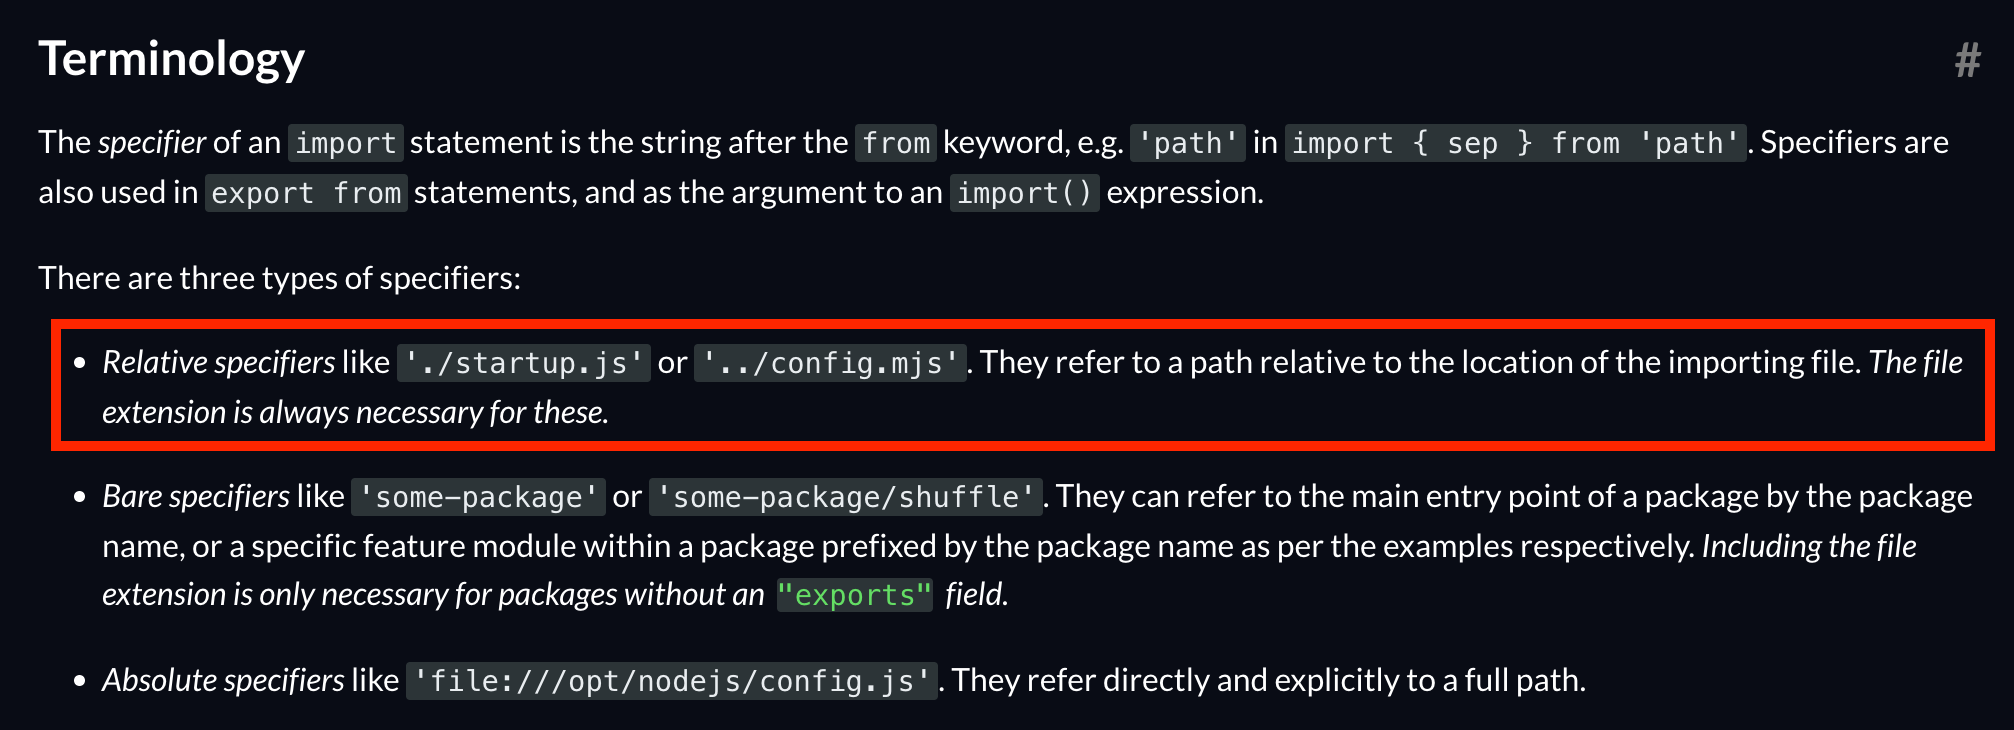 Terminology #
The specifier of an import statement is the string after the from keyword, e.g. 'path' in import { sep } from 'path'. Specifiers are
also used in export from statements, and as the argument to an import() expression.
There are three types of specifiers:
• Relative specifiers like './startup.js' or '../config.mjs'. They refer to a path relative to the location of the importing file. The file
extension is always necessary for these.
• Bare specifiers like 'some-package' or 'some-package/shuffle'. They can refer to the main entry point of a package by the package
name, or a specific feature module within a package prefixed by the package name as per the examples respectively. Including the file
extension is only necessary for packages without an "exports" field.
• Absolute specifiers like 'file:///opt/nodejs/config.js'. They refer directly and explicitly to a full path.